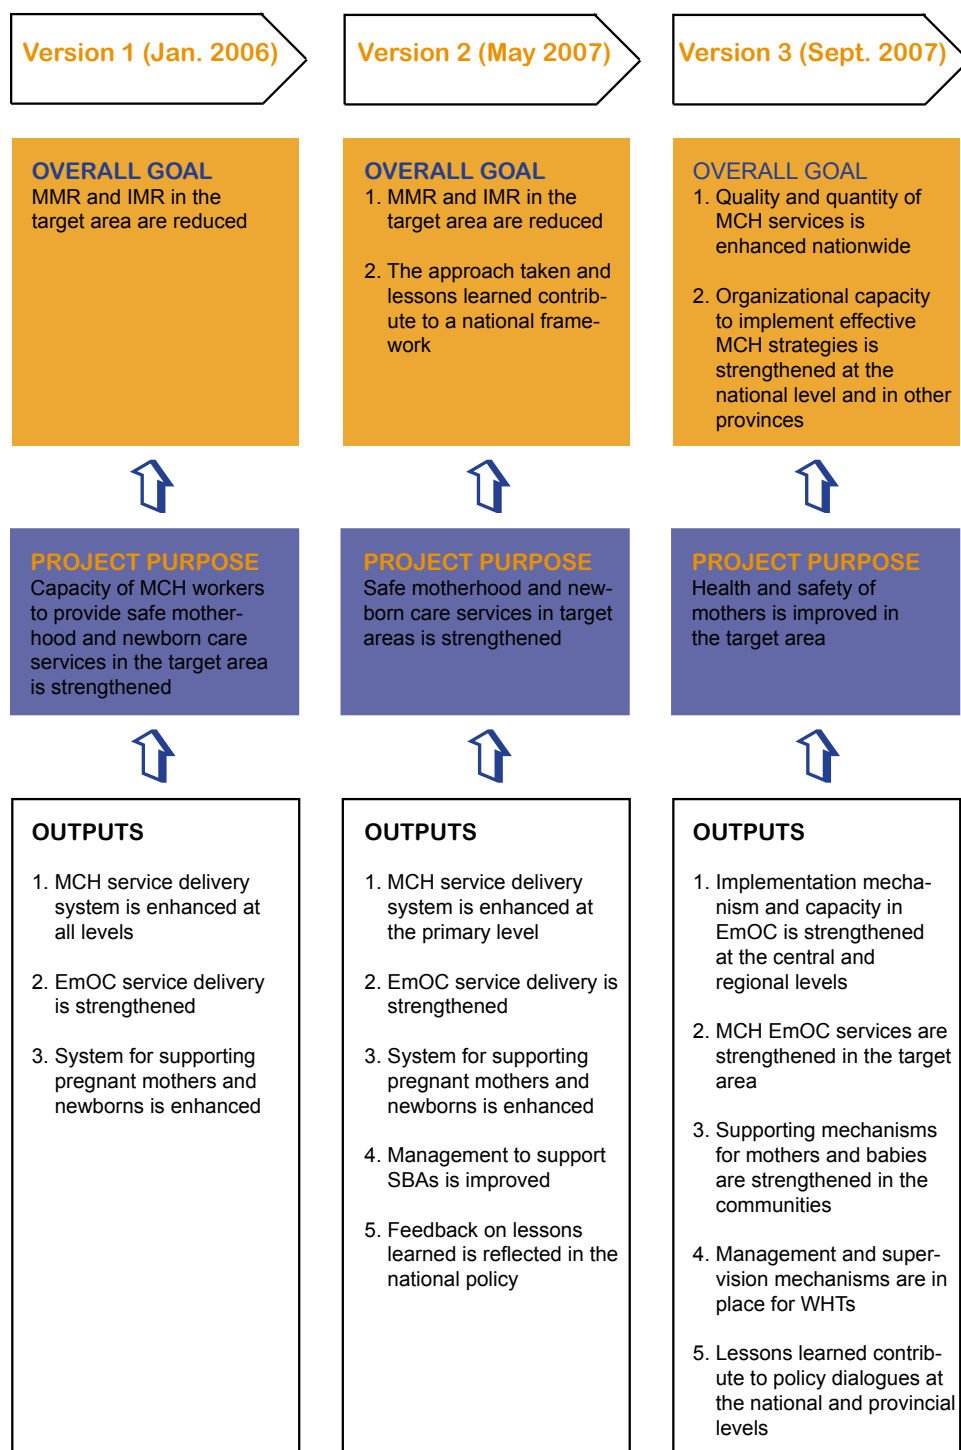 Version 1 (Jan. 2006)
Version 2 (May 2007)
Version 3 (Sept. 2007)
OVERALL GOAL
MMR and IMR in the
target area are reduced
OVERALL GOAL
1. MMR and IMR in the
target area are reduced
2. The approach taken and
lessons learned contrib-
ute to a national frame-
work
OVERALL GOAL
1. Quality and quantity of
MCH services is
enhanced nationwide
2. Organizational capacity
to implement effective
MCH strategies is
strengthened at the
national level and in other
provinces
PROJECT PURPOSE
Capacity of MCH workers
to provide safe mother-
hood and newborn care
services in the target area
is strengthened
PROJECT PURPOSE
Safe motherhood and new-
born care services in target
areas is strengthened
PROJECT PURPOSE
Health and safety of
mothers is improved in
the target area
OUTPUTS
1. MCH service delivery
system is enhanced at
all levels
2. EmOC service delivery
is strengthened
3. System for supporting
pregnant mothers and
newborns is enhanced
OUTPUTS
1. MCH service delivery
system is enhanced at
the primary level
2. EmOC service delivery is
strengthened
3. System for supporting
pregnant mothers and
newborns is enhanced
4. Management to support
SBAs is improved
5. Feedback on lessons
learned is reflected in the
national policy
OUTPUTS
1. Implementation mecha-
nism and capacity in
EmOC is strengthened
at the central and
regional levels
2. MCH EmOC services are
strengthened in the target
area
3. Supporting mechanisms
for mothers and babies
are strengthened in the
communities
4. Management and super-
vision mechanisms are in
place for WHTs
5. Lessons learned contrib-
ute to policy dialogues at
the national and provincial
levels